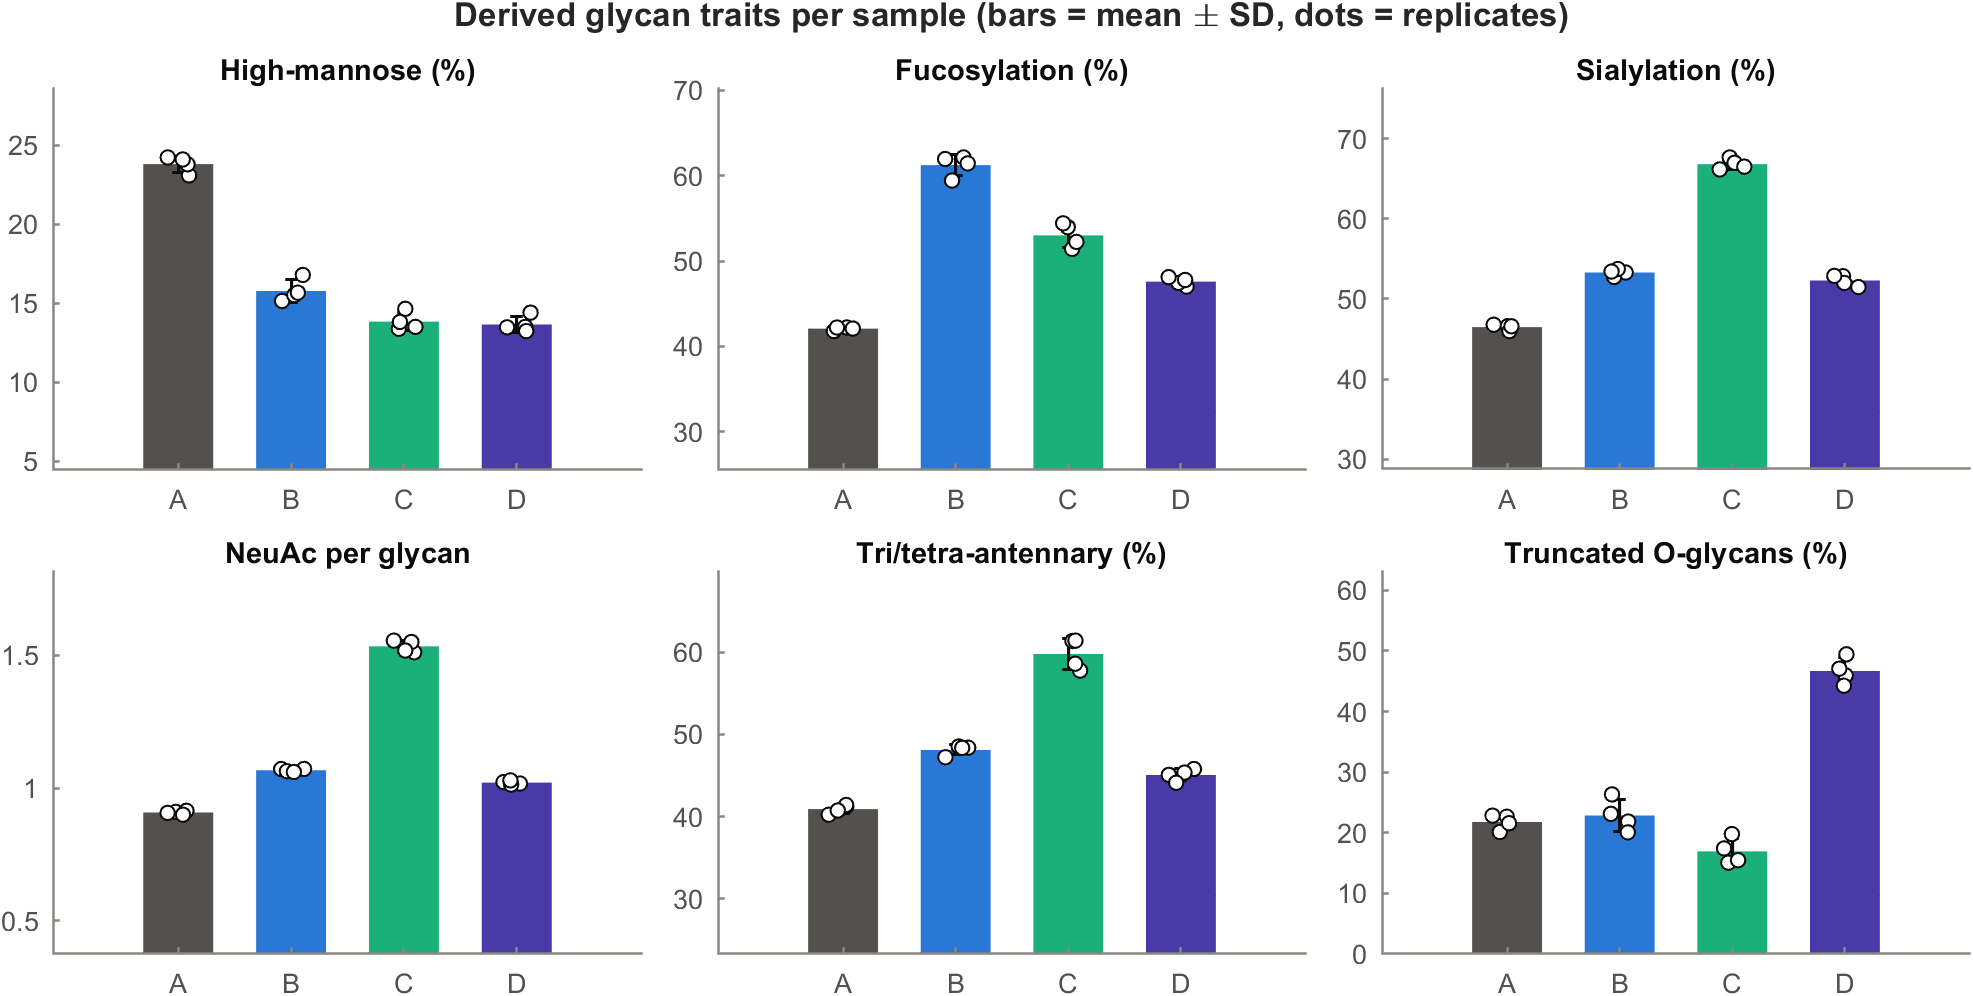 Derived glycan traits per sample (bars = mean ± SD, dots = replicates)
High-mannose (%)
25
20
15
10
5
A B C D
Fucosylation (%)
70
60
50
40
30
A B C D
Sialylation (%)
70
60
50
40
30
A B C D
NeuAc per glycan
1.5
1
0.5
A B C D
Tri/tetra-antennary (%)
60
50
40
30
A B C D
Truncated O-glycans (%)
60
50
40
30
20
10
0
A B C D